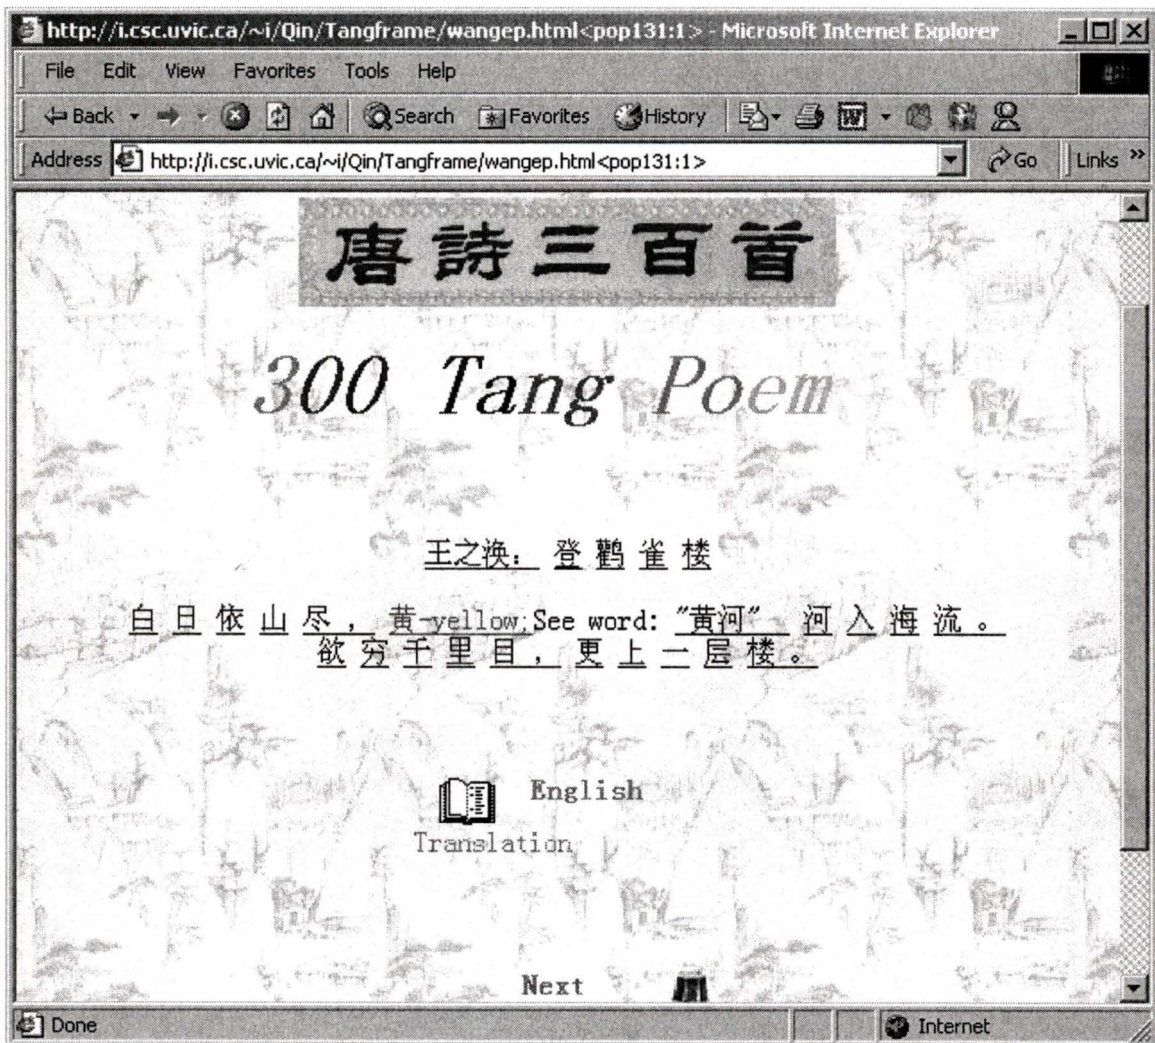 http://i.csc.uvic.ca/~i/Qin/Tangframe/wangep.html<pop131:1> - Microsoft Internet Explorer
File Edit View Favorites Tools Help
Back Search Favorites History
Address http://i.csc.uvic.ca/~i/Qin/Tangframe/wangep.html<pop131:1> Go Links »
唐詩三百首
300 Tang Poem
王之涣： 登 鹳 雀 楼
白 日 依 山 尽 ， 黄-yellow;See word: "黄河" 河 入 海 流 。
欲 穷 千 里 目 ， 更 上 一 层 楼 。
English
Translation
Next
Done Internet